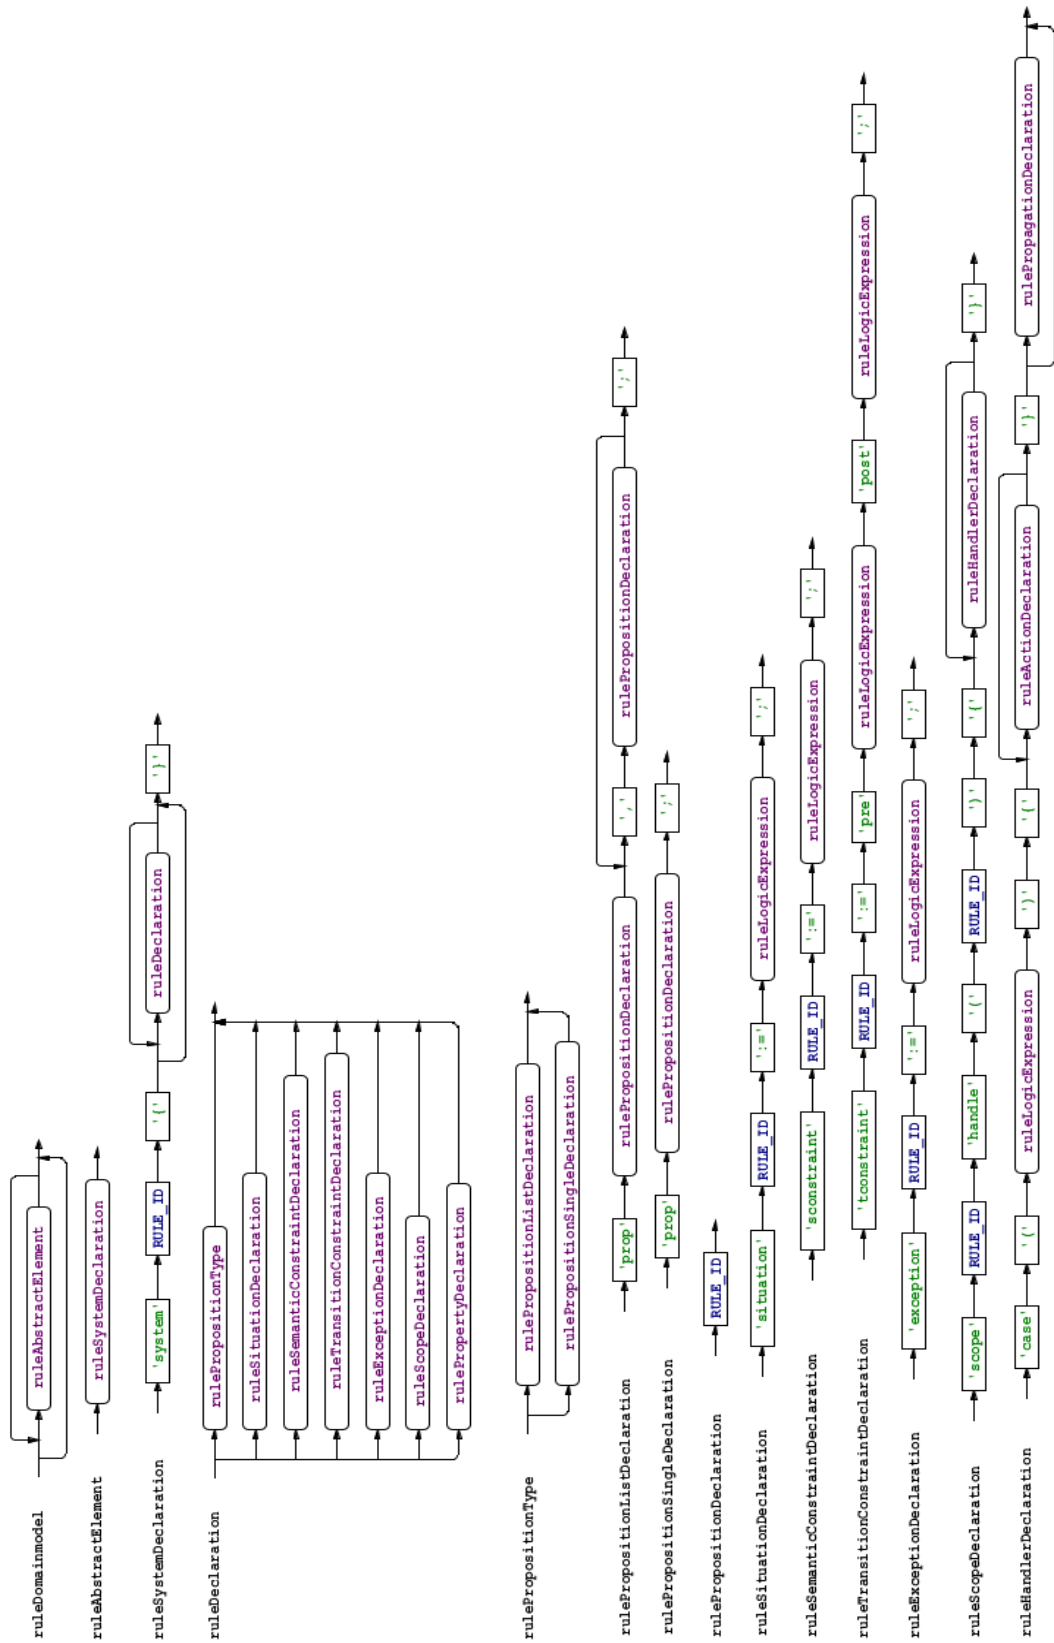 ruleDomainmodel
ruleAbstractElement
ruleAbstractElement
ruleSystemDeclaration
ruleSystemDeclaration
'system' RULE_ID '{' ruleDeclaration '}'
ruleDeclaration
rulePropositionType
ruleSituationDeclaration
ruleSemanticConstraintDeclaration
ruleTransitionConstraintDeclaration
ruleExceptionDeclaration
ruleScopeDeclaration
rulePropertyDeclaration
rulePropositionType
rulePropositionListDeclaration
rulePropositionSingleDeclaration
rulePropositionListDeclaration
'prop' rulePropositionDeclaration ',' rulePropositionDeclaration ';'
rulePropositionSingleDeclaration
'prop' rulePropositionDeclaration ';'
rulePropositionDeclaration
RULE_ID
ruleSituationDeclaration
'situation' RULE_ID ':=' ruleLogicExpression ';'
ruleSemanticConstraintDeclaration
'sconstraint' RULE_ID ':=' ruleLogicExpression ';'
ruleTransitionConstraintDeclaration
'tconstraint' RULE_ID ':=' 'pre' ruleLogicExpression 'post' ruleLogicExpression ';'
ruleExceptionDeclaration
'exception' RULE_ID ':=' ruleLogicExpression ';'
ruleScopeDeclaration
'scope' RULE_ID 'handle' '(' RULE_ID ')' '{' ruleHandlerDeclaration '}'
ruleHandlerDeclaration
'case' '(' ruleLogicExpression ')' '{' ruleActionDeclaration '}' rulePropagationDeclaration